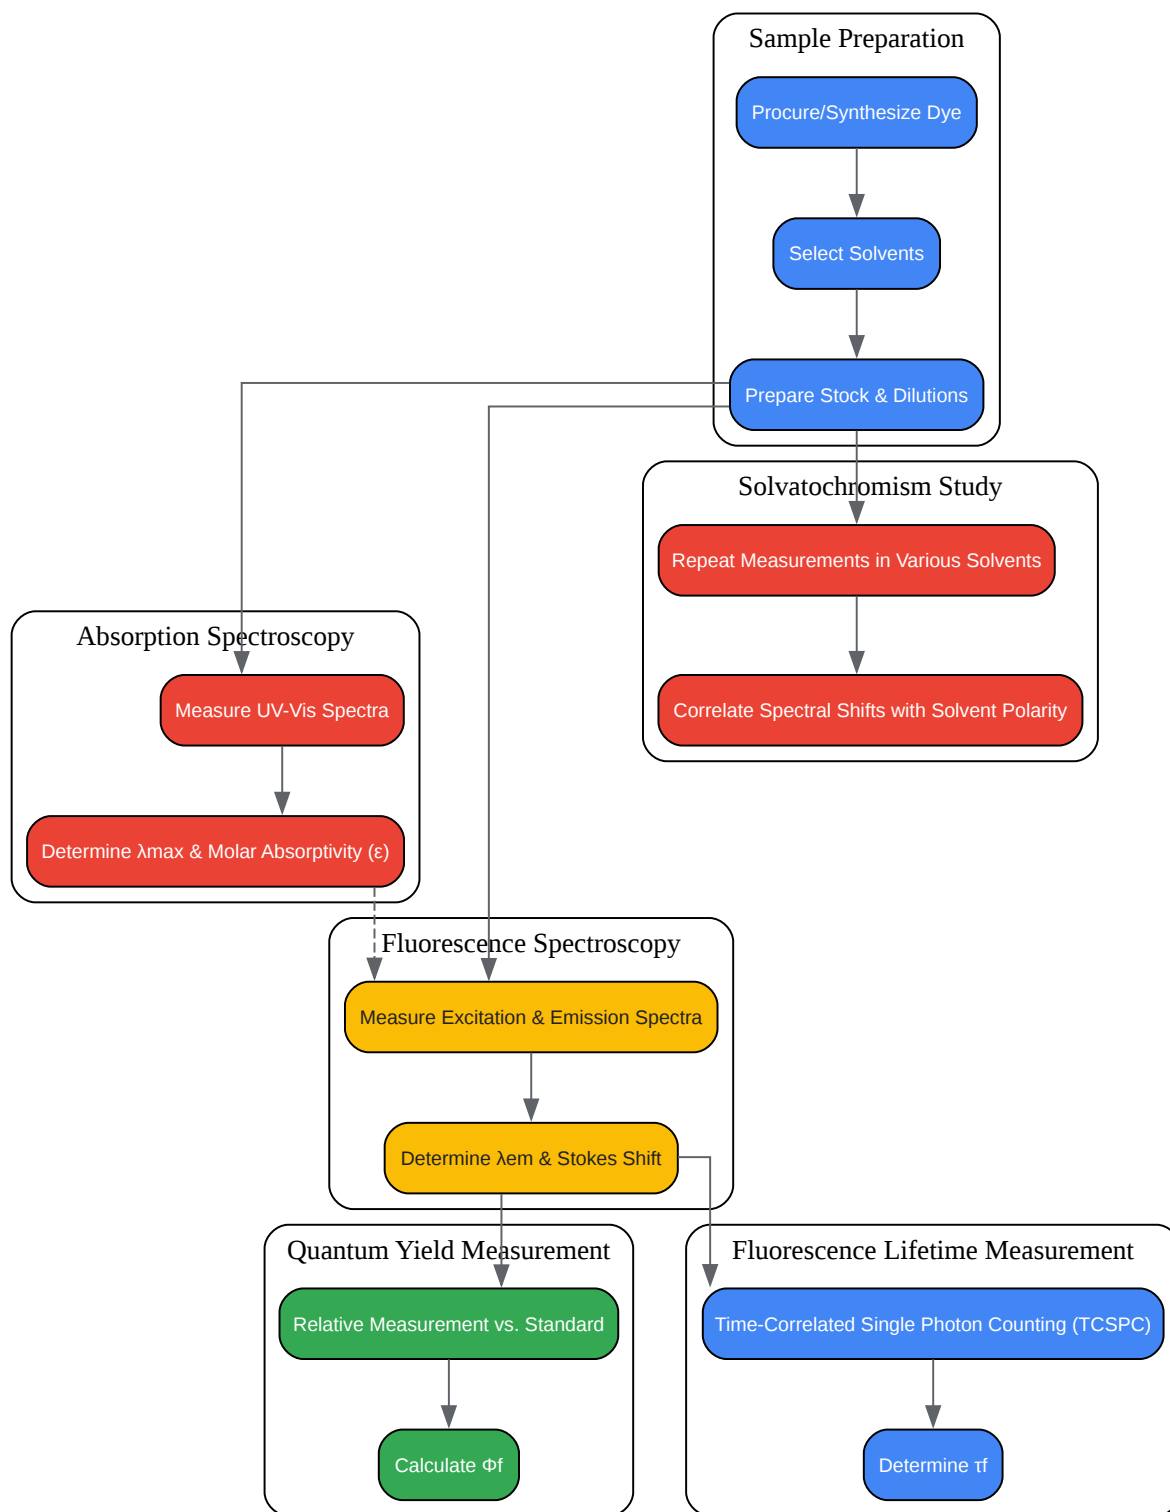 Sample Preparation
Procure/Synthesize Dye
Select Solvents
Prepare Stock & Dilutions
Solvatochromism Study
Repeat Measurements in Various Solvents
Correlate Spectral Shifts with Solvent Polarity
Absorption Spectroscopy
Measure UV-Vis Spectra
Determine λmax & Molar Absorptivity (ε)
Fluorescence Spectroscopy
Measure Excitation & Emission Spectra
Determine λem & Stokes Shift
Quantum Yield Measurement
Relative Measurement vs. Standard
Calculate Φf
Fluorescence Lifetime Measurement
Time-Correlated Single Photon Counting (TCSPC)
Determine τf